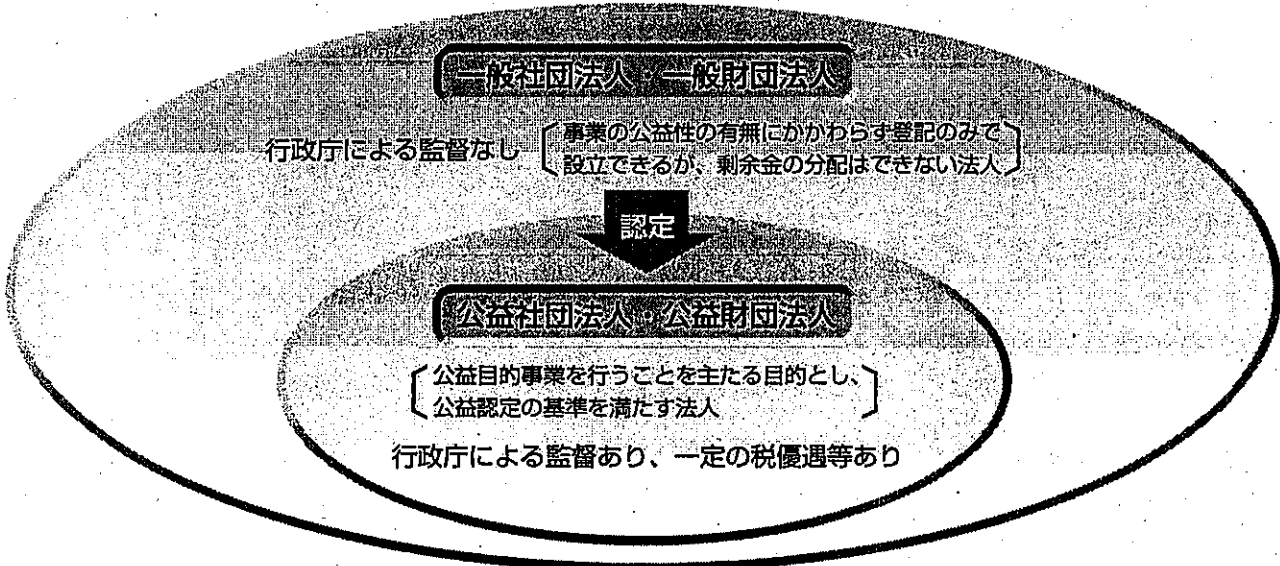 一般社団法人・一般財団法人
行政庁による監督なし
事業の公益性の有無にかかわらず登記のみで
設立できるが、剰余金の分配はできない法人
認定
公益社団法人・公益財団法人
公益目的事業を行うことを主たる目的とし、
公益認定の基準を満たす法人
行政庁による監督あり、一定の税優遇等あり